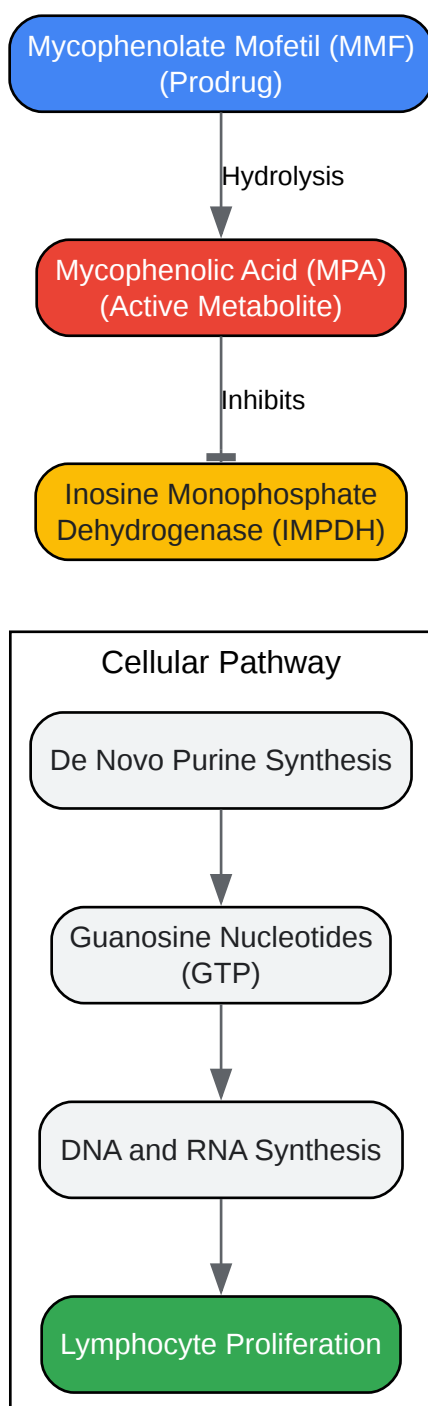 Mycophenolate Mofetil (MMF)
(Prodrug)
Hydrolysis
Mycophenolic Acid (MPA)
(Active Metabolite)
Inhibits
Inosine Monophosphate
Dehydrogenase (IMPDH)
Cellular Pathway
De Novo Purine Synthesis
Guanosine Nucleotides
(GTP)
DNA and RNA Synthesis
Lymphocyte Proliferation